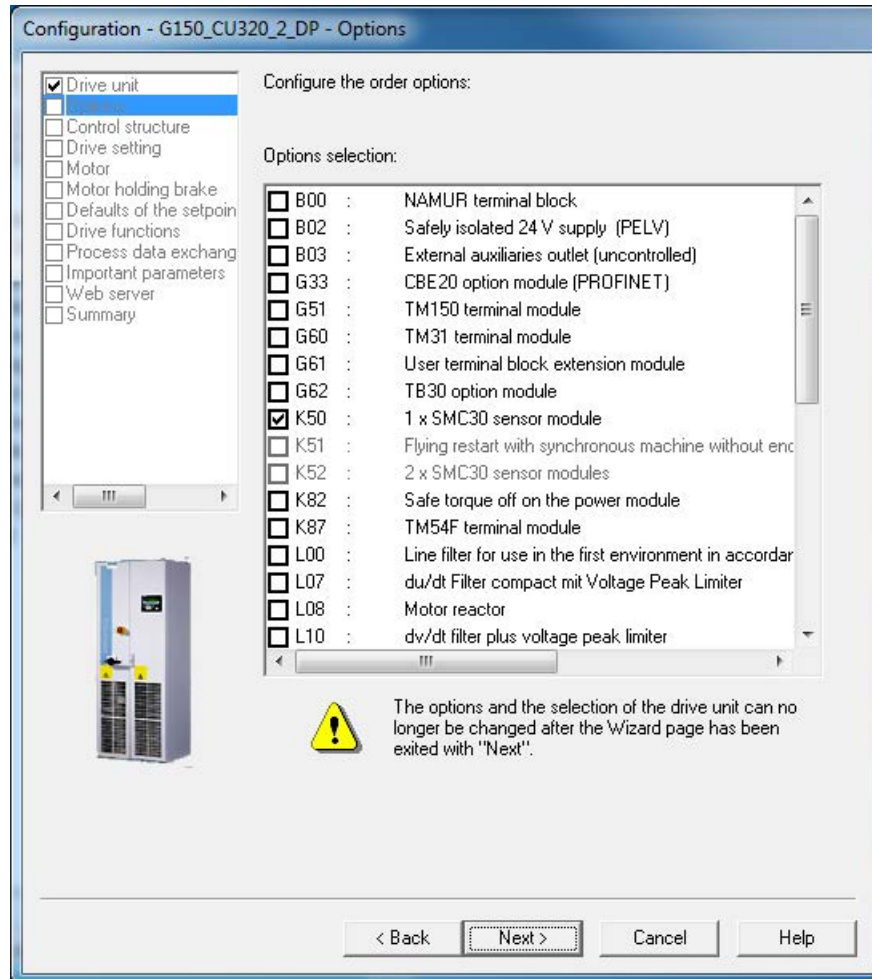 Configuration - G150_CU320_2_DP - Options
Drive unit
Control structure
Drive setting
Motor
Motor holding brake
Defaults of the setpoin
Drive functions
Process data exchang
Important parameters
Web server
Summary
Configure the order options:
Options selection:
B00 : NAMUR terminal block
B02 : Safely isolated 24 V supply (PELV)
B03 : External auxiliaries outlet (uncontrolled)
G33 : CBE20 option module (PROFINET)
G51 : TM150 terminal module
G60 : TM31 terminal module
G61 : User terminal block extension module
G62 : TB30 option module
K50 : 1 x SMC30 sensor module
K51 : Flying restart with synchronous machine without enc
K52 : 2 x SMC30 sensor modules
K82 : Safe torque off on the power module
K87 : TM54F terminal module
L00 : Line filter for use in the first environment in accordar
L07 : du/dt Filter compact mit Voltage Peak Limiter
L08 : Motor reactor
L10 : dv/dt filter plus voltage peak limiter
The options and the selection of the drive unit can no
longer be changed after the Wizard page has been
exited with "Next".
< Back
Next >
Cancel
Help